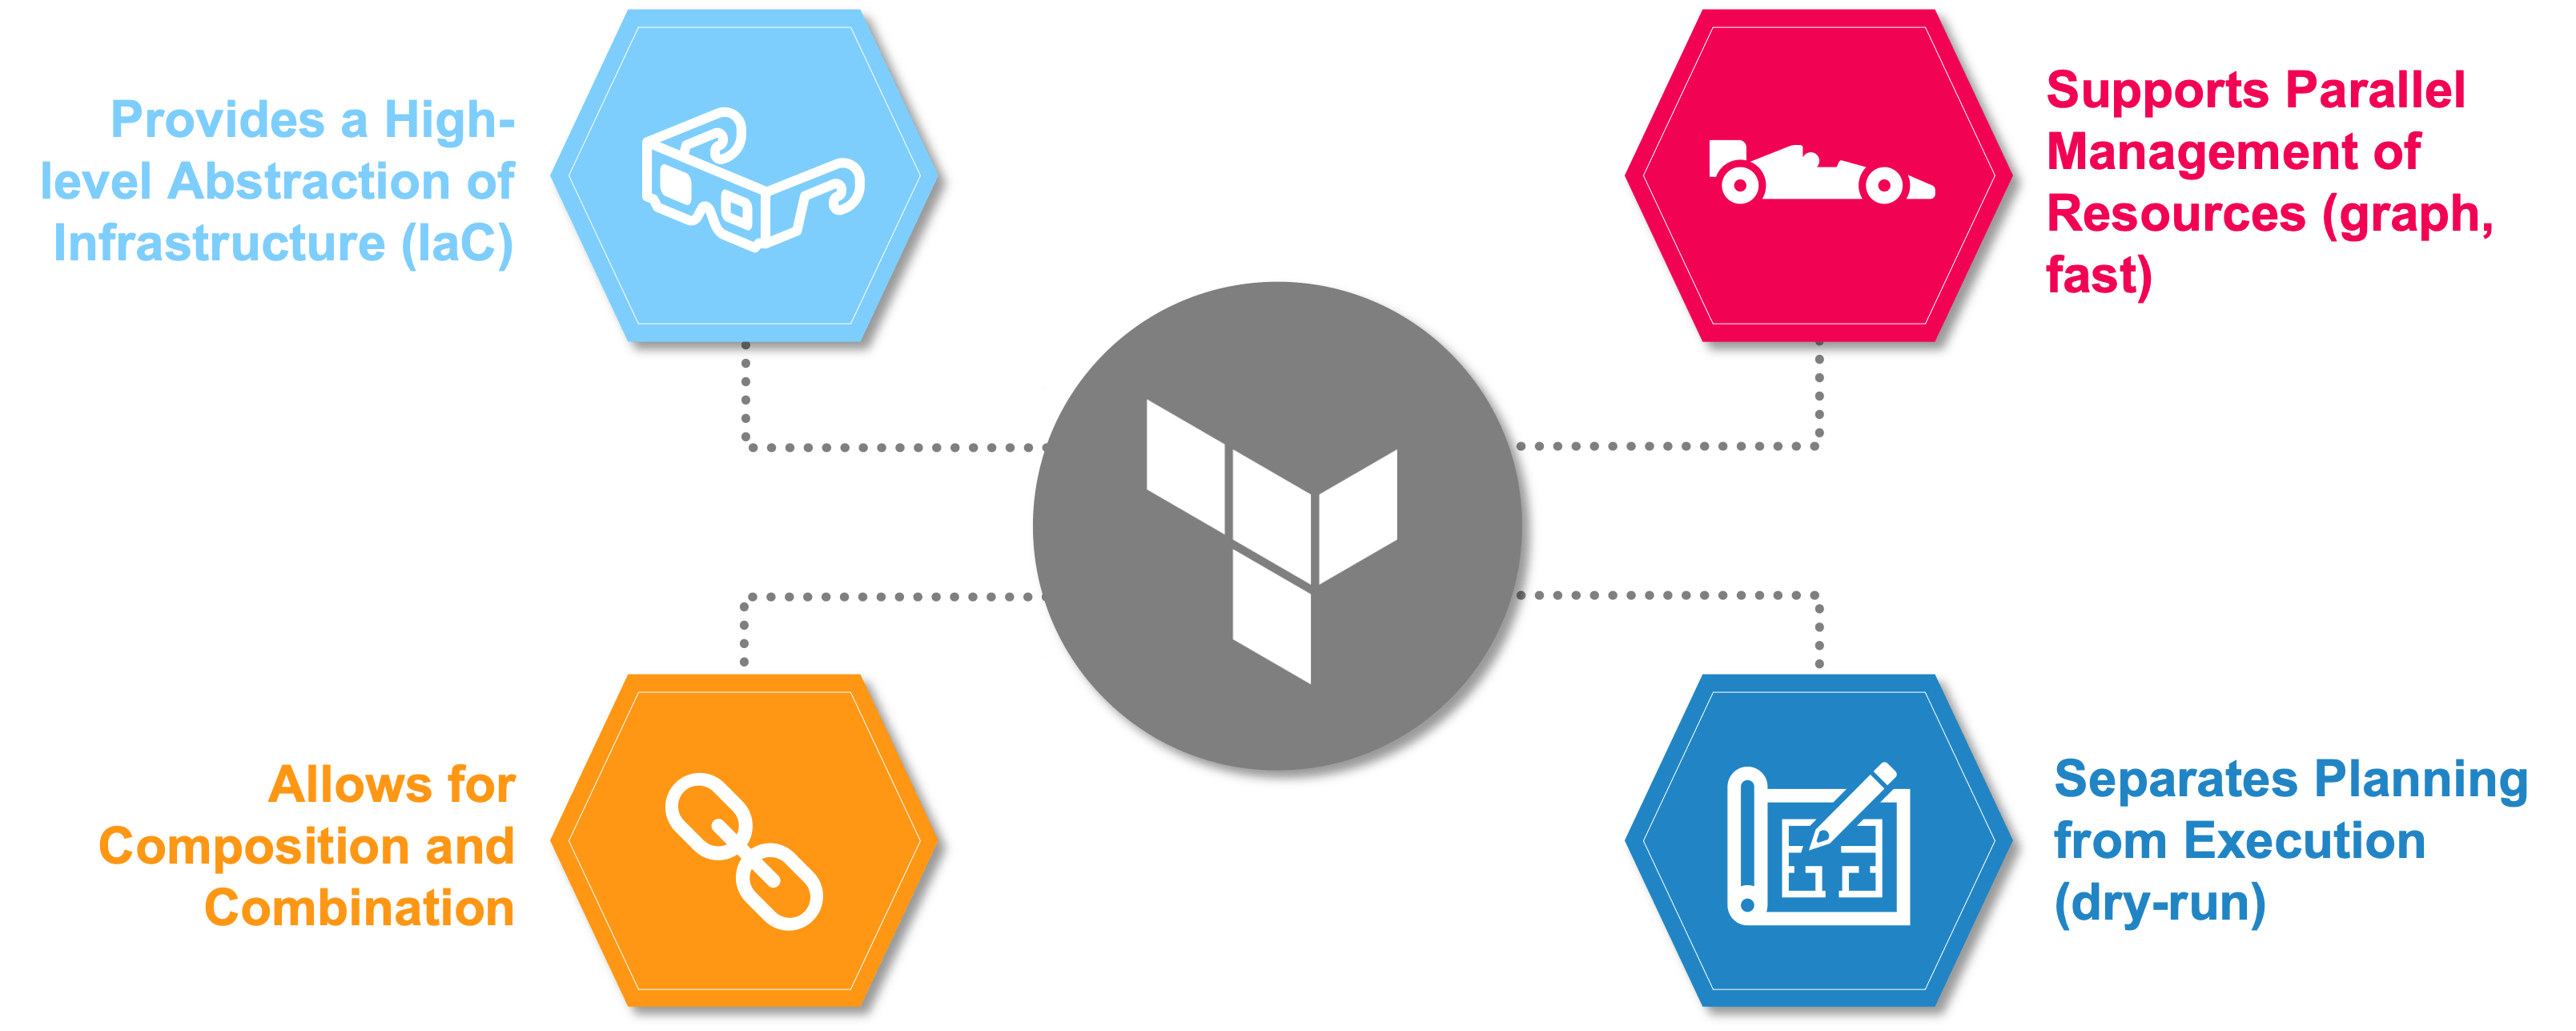 Provides a High-
level Abstraction of
Infrastructure (IaC)
Supports Parallel
Management of
Resources (graph,
fast)
Allows for
Composition and
Combination
Separates Planning
from Execution
(dry-run)